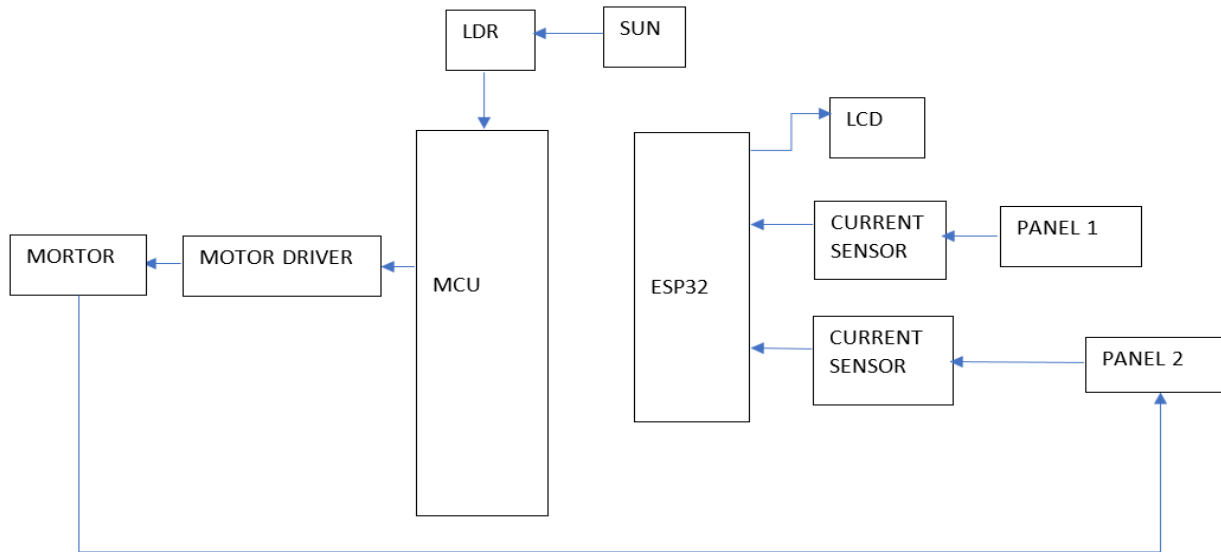 LDR
SUN
LCD
CURRENT
SENSOR
PANEL 1
MORTOR
MOTOR DRIVER
MCU
ESP32
CURRENT
SENSOR
PANEL 2